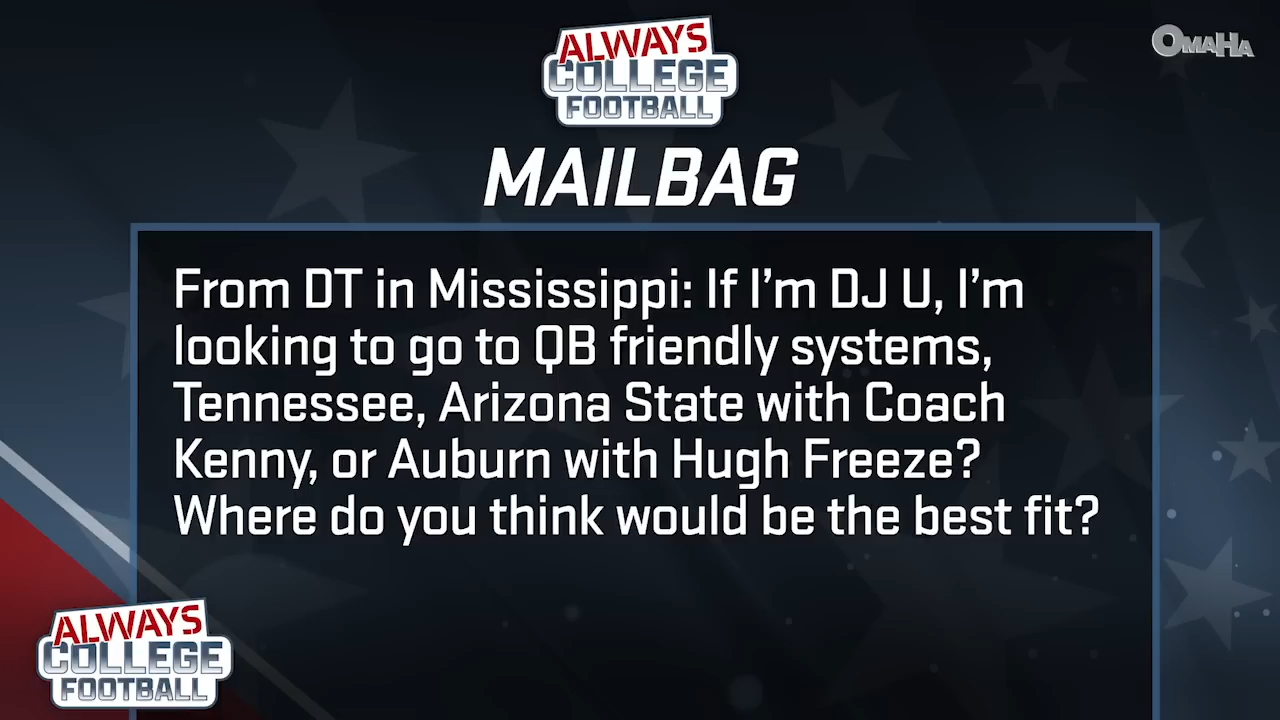 ALWAYS
COLLEGE
FOOTBALL
OMAHA
MAILBAG
From DT in Mississippi: If I'm DJ U, I'm
looking to go to QB friendly systems,
Tennessee, Arizona State with Coach
Kenny, or Auburn with Hugh Freeze?
Where do you think would be the best fit?
ALWAYS
COLLEGE
FOOTBALL